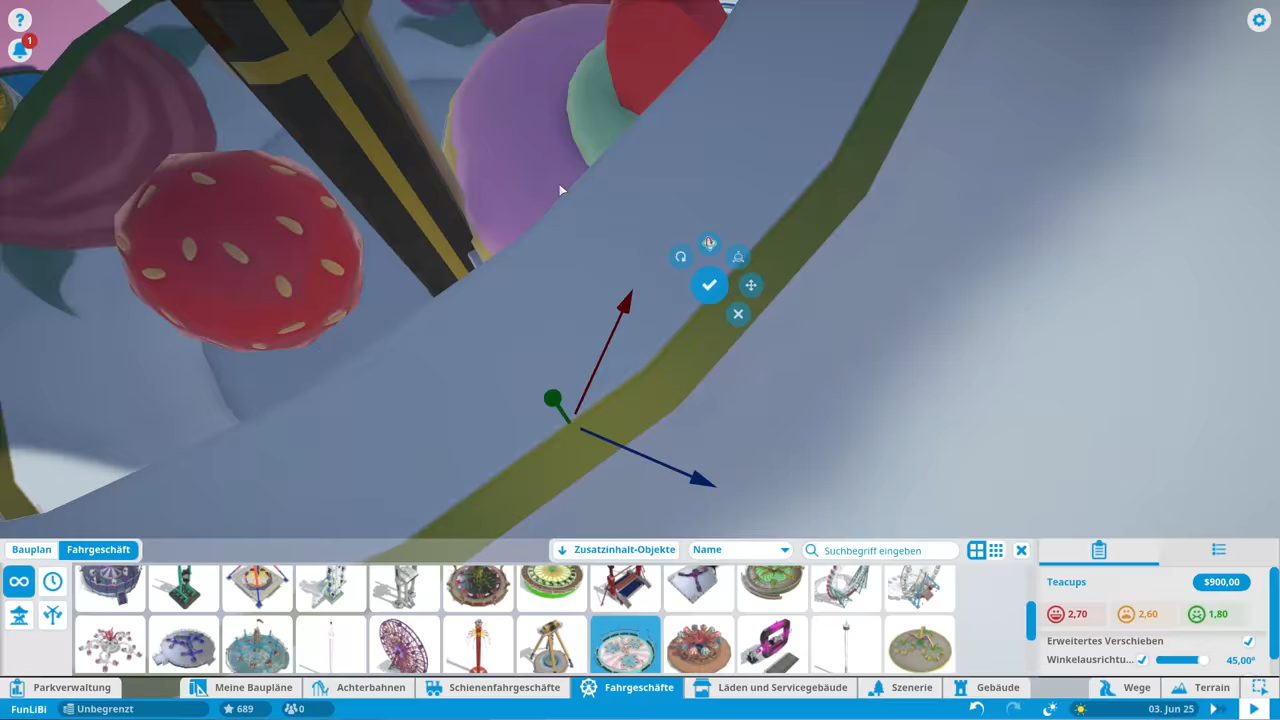 ?
1
Bauplan Fahrgeschäft Zusatzinhalt-Objekte Name Suchbegriff eingeben
Teacups $900,00
2,70 2,60 1,80
Erweitertes Verschieben
Winkelausrichtu... 45,00°
Parkverwaltung Meine Baupläne Achterbahnen Schienenfahrgeschäfte Fahrgeschäfte Läden und Servicegebäude Szenerie Gebäude Wege Terrain
FunLiBi Unbegrenzt 689 0 03. Jun 25